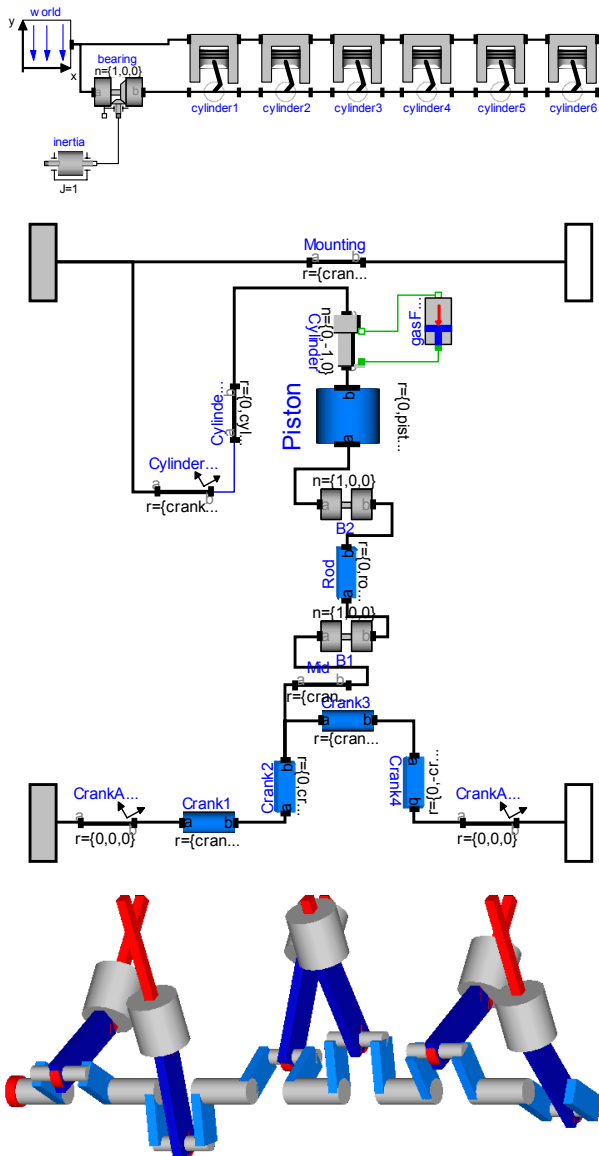 y
world
x
bearing
n={1,0,0}
a
b
cylinder1
cylinder2
cylinder3
cylinder4
cylinder5
cylinder6
inertia
J=1
Mounting
a
b
r={cran...
n={0,-1,0}
Cylinder
b
gasF...
Cylinde...
b
a
r={0,cyl...
Piston
b
a
r={0,pist...
Cylinder...
a
b
r={crank...
n={1,0,0}
a
b
B2
Rod
b
a
r={0,ro...
n={1,0,0}
a
b
B1
Mid
a
b
r={cran...
Crank3
a
b
r={cran...
Crank2
b
a
r={0,cr...
Crank4
a
b
r={0,-cr...
CrankA...
a
b
r={0,0,0}
Crank1
a
b
r={cran...
CrankA...
a
b
r={0,0,0}